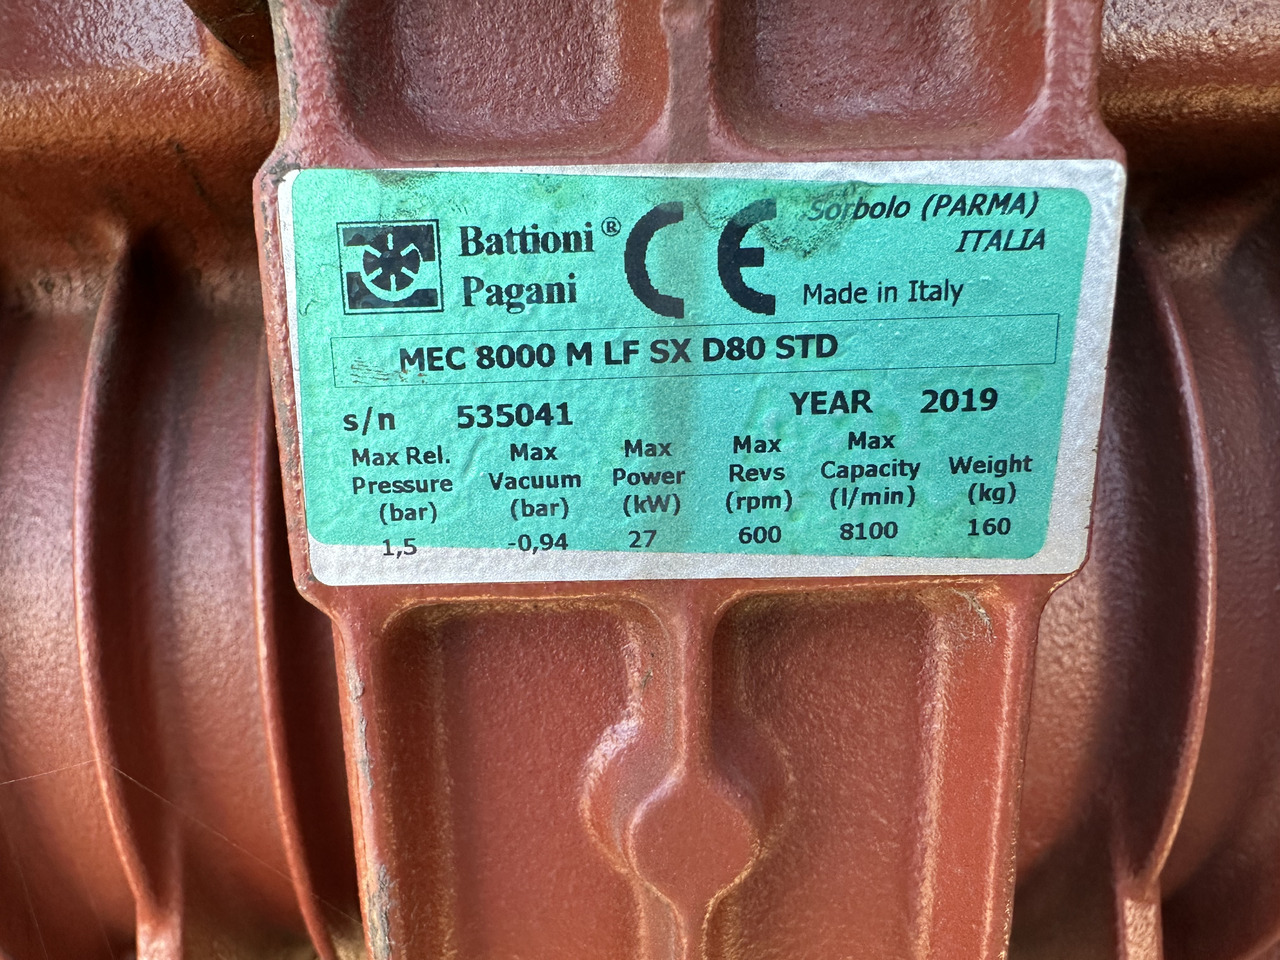 Battioni ®
Pagani
CE
Sorbolo (PARMA)
ITALIA
Made in Italy
MEC 8000 M LF SX D80 STD
s/n 535041 YEAR 2019
Max Rel. Pressure (bar) 1,5
Max Vacuum (bar) -0,94
Max Power (kW) 27
Max Revs (rpm) 600
Max Capacity (l/min) 8100
Weight (kg) 160